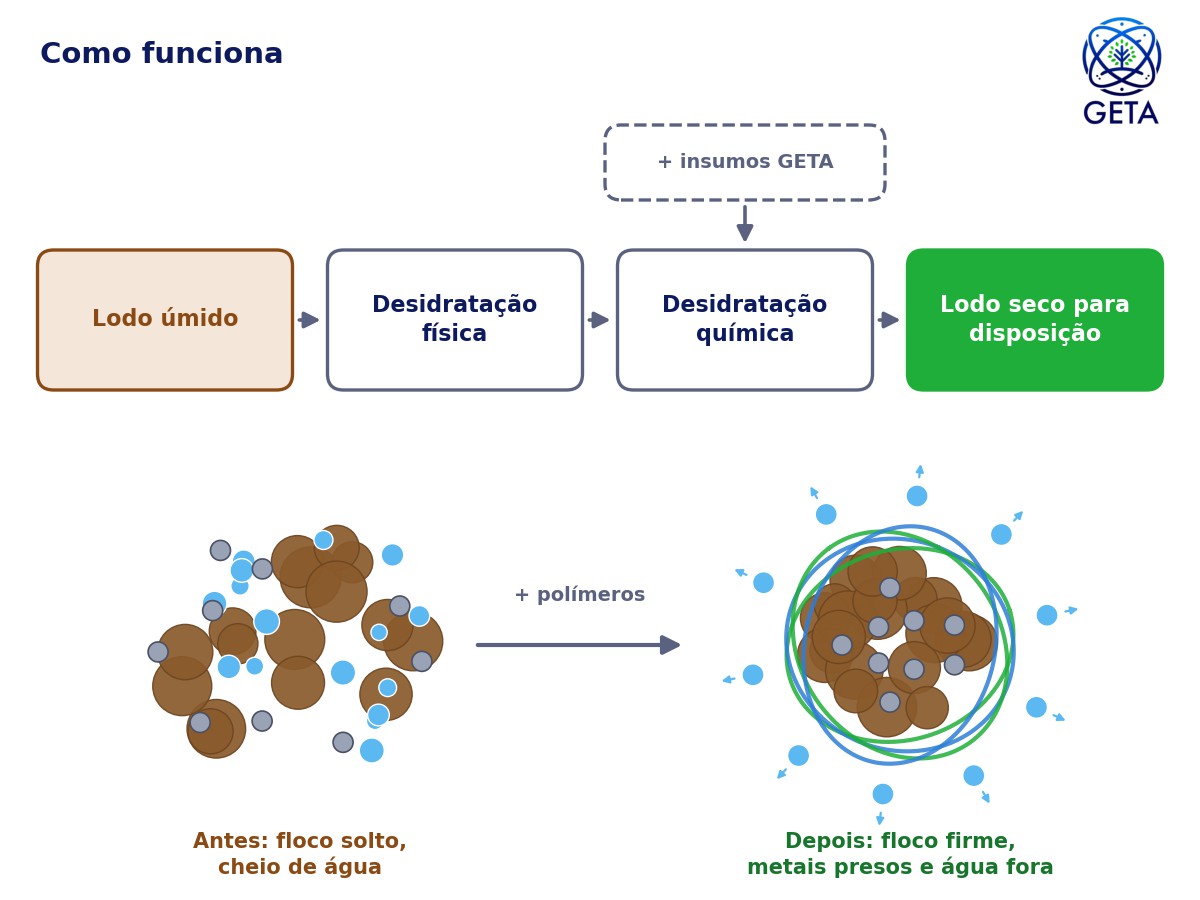 Como funciona
GETA
+ insumos GETA
Lodo úmido
Desidratação
física
Desidratação
química
Lodo seco para
disposição
+ polímeros
Antes: floco solto,
cheio de água
Depois: floco firme,
metais presos e água fora